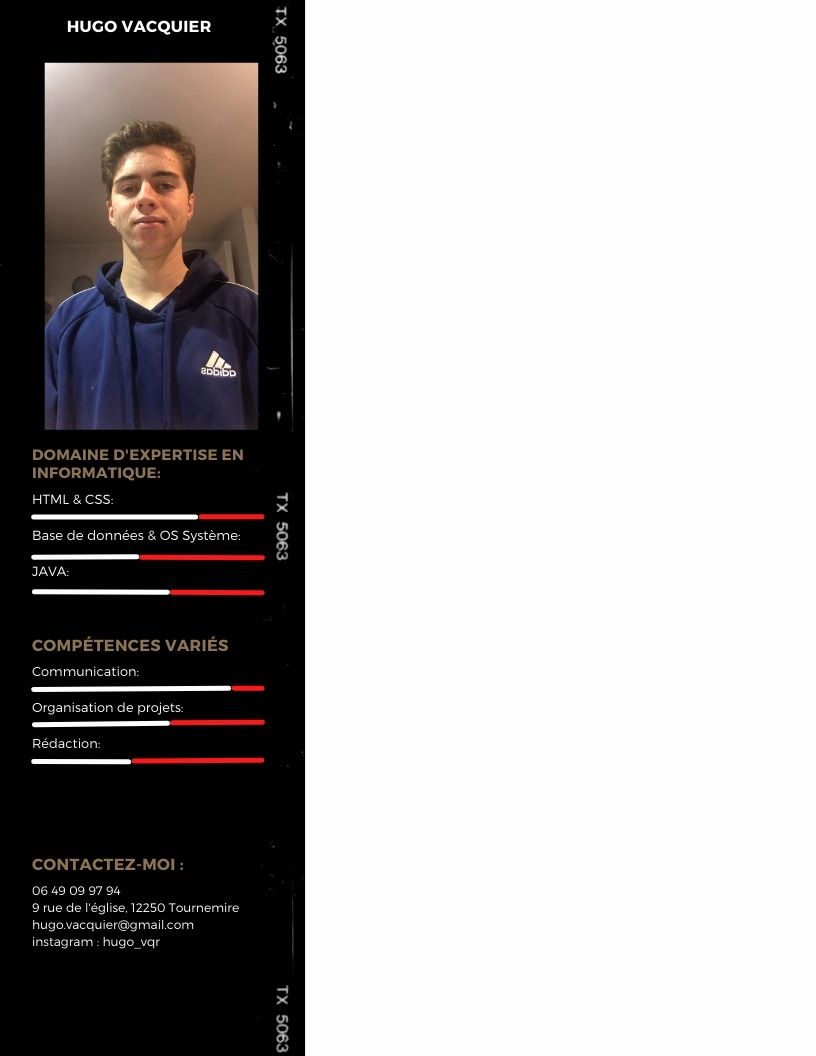 HUGO VACQUIER
TX 5063
adidas
DOMAINE D'EXPERTISE EN
INFORMATIQUE:
HTML & CSS:
TX 5063
Base de données & OS Système:
JAVA:
COMPÉTENCES VARIÉS
Communication:
Organisation de projets:
Rédaction:
CONTACTEZ-MOI :
06 49 09 97 94
9 rue de l'église, 12250 Tournemire
hugo.vacquier@gmail.com
instagram : hugo_vqr
TX 5063